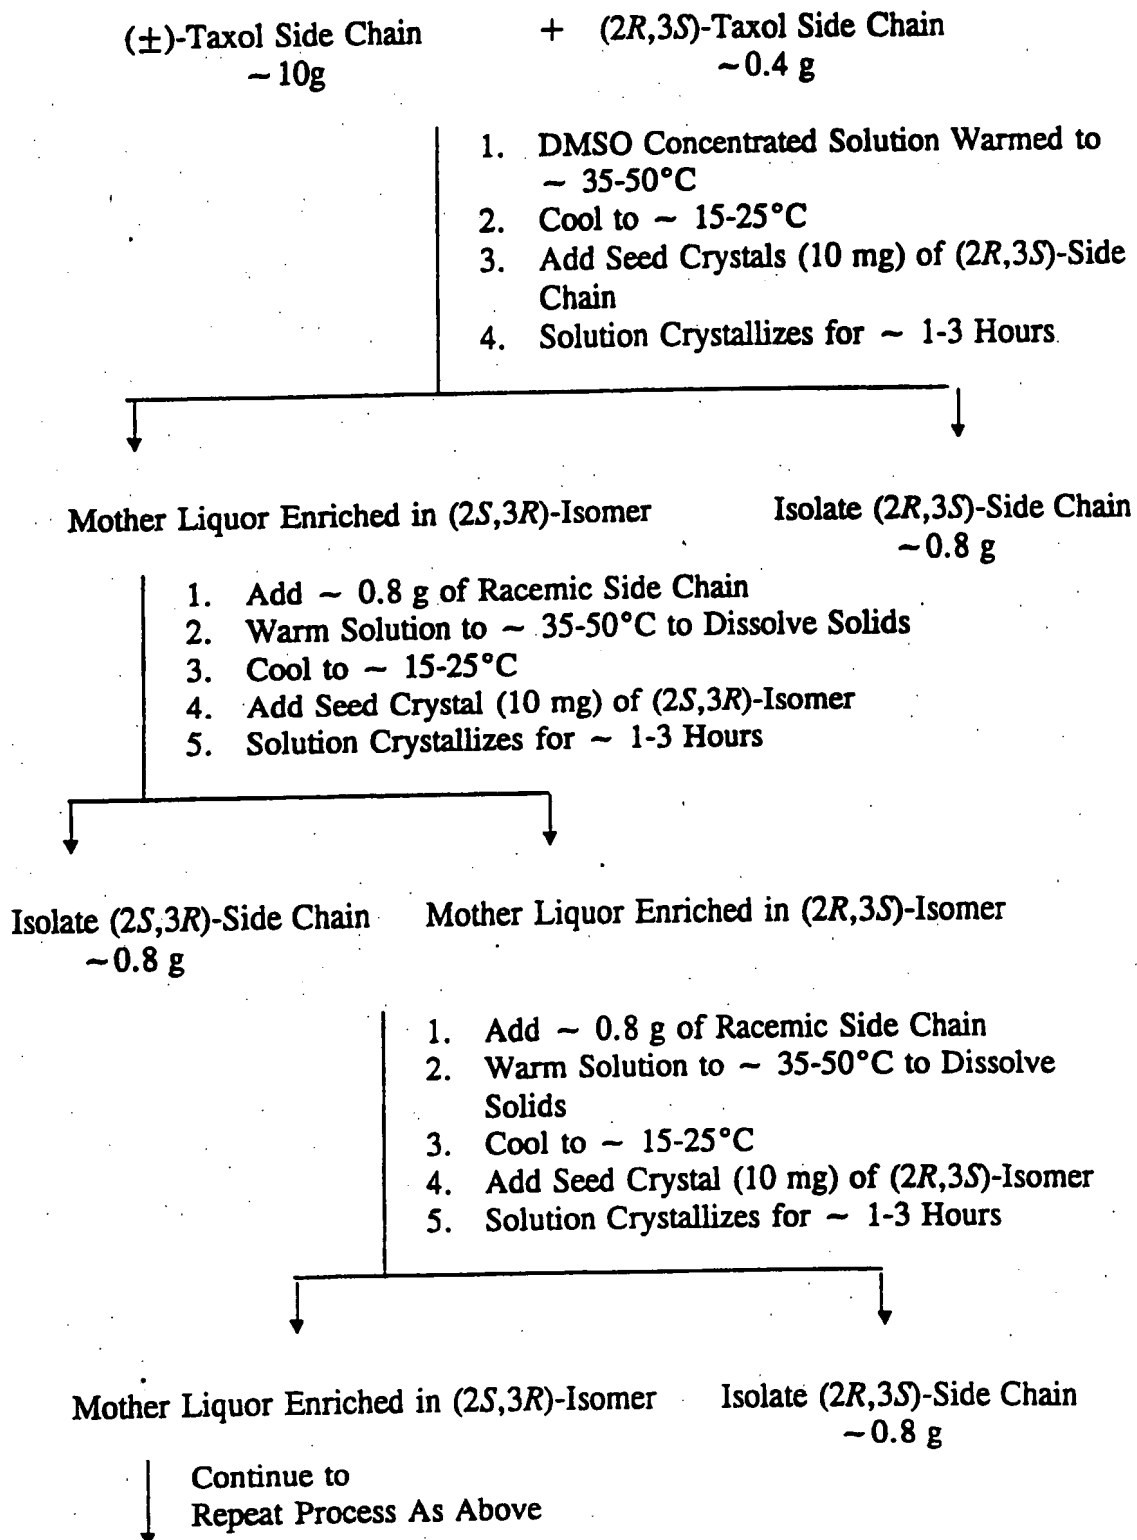 (±)-Taxol Side Chain + (2R,3S)-Taxol Side Chain
~ 10g ~0.4 g
1. DMSO Concentrated Solution Warmed to
~ 35-50°C
2. Cool to ~ 15-25°C
3. Add Seed Crystals (10 mg) of (2R,3S)-Side
Chain
4. Solution Crystallizes for ~ 1-3 Hours
Mother Liquor Enriched in (2S,3R)-Isomer Isolate (2R,3S)-Side Chain
~0.8 g
1. Add ~ 0.8 g of Racemic Side Chain
2. Warm Solution to ~ 35-50°C to Dissolve Solids
3. Cool to ~ 15-25°C
4. Add Seed Crystal (10 mg) of (2S,3R)-Isomer
5. Solution Crystallizes for ~ 1-3 Hours
Isolate (2S,3R)-Side Chain Mother Liquor Enriched in (2R,3S)-Isomer
~0.8 g
1. Add ~ 0.8 g of Racemic Side Chain
2. Warm Solution to ~ 35-50°C to Dissolve
Solids
3. Cool to ~ 15-25°C
4. Add Seed Crystal (10 mg) of (2R,3S)-Isomer
5. Solution Crystallizes for ~ 1-3 Hours
Mother Liquor Enriched in (2S,3R)-Isomer Isolate (2R,3S)-Side Chain
~0.8 g
Continue to
Repeat Process As Above